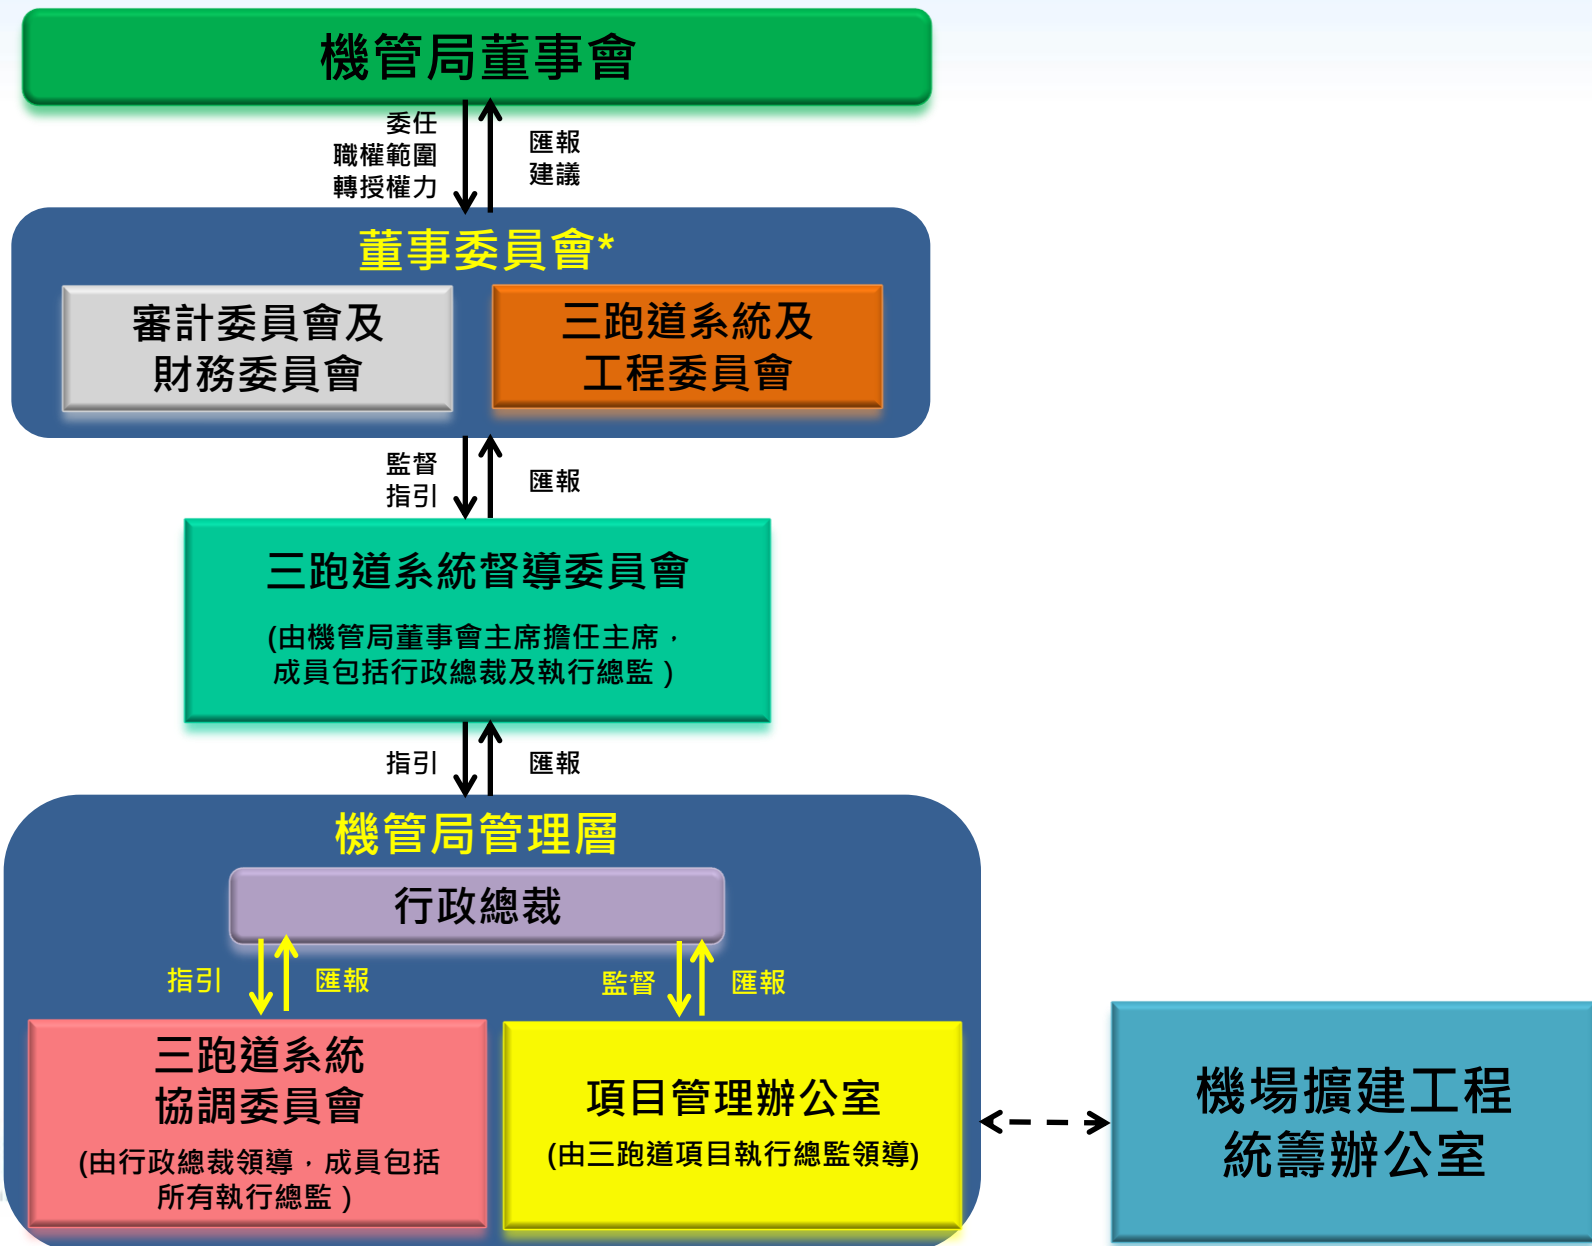 機管局董事會
委任
職權範圍
轉授權力
匯報
建議
董事委員會*
審計委員會及
財務委員會
三跑道系統及
工程委員會
監督
指引
匯報
三跑道系統督導委員會
(由機管局董事會主席擔任主席，
成員包括行政總裁及執行總監）
指引
匯報
機管局管理層
行政總裁
指引
匯報
監督
匯報
三跑道系統
協調委員會
(由行政總裁領導，成員包括
所有執行總監）
項目管理辦公室
(由三跑道項目執行總監領導)
機場擴建工程
統籌辦公室